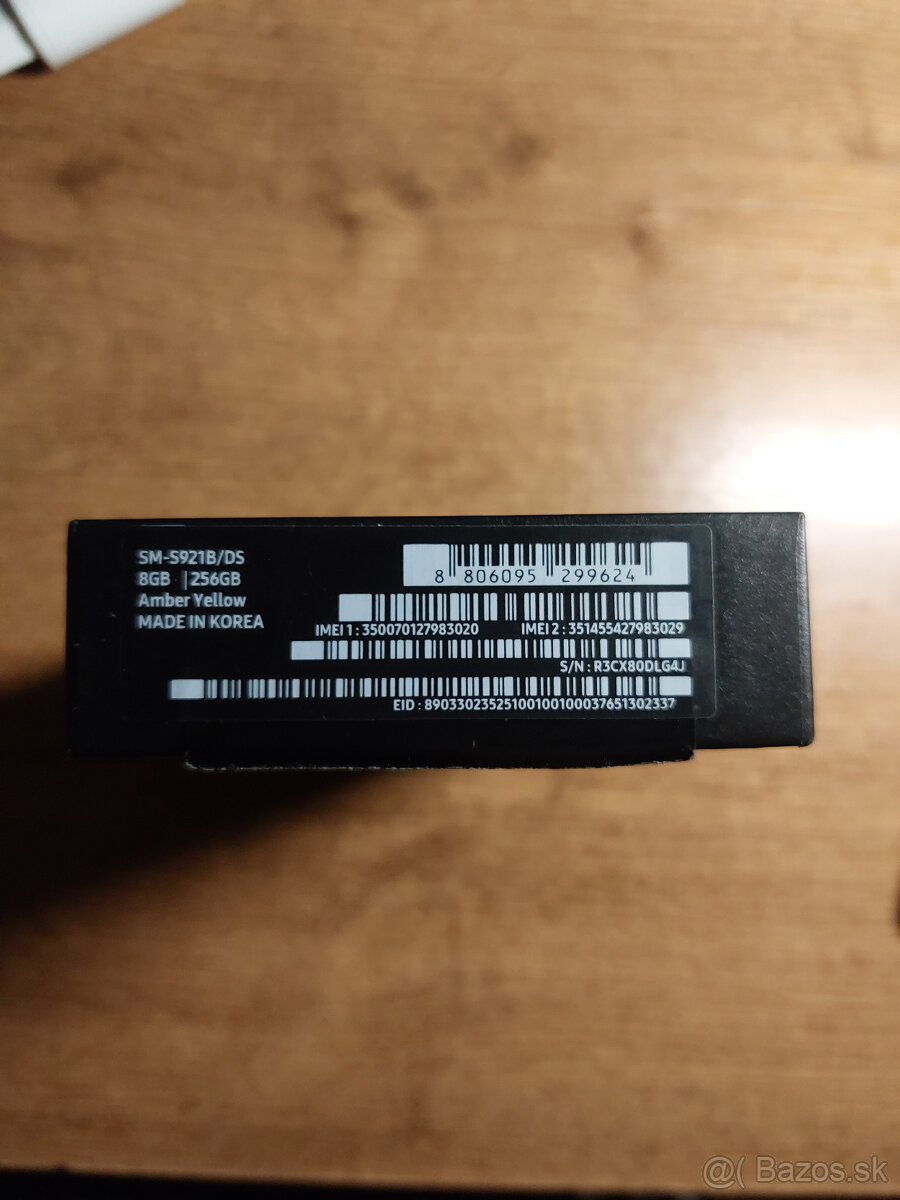 SM-S921B/DS
8GB | 256GB
Amber Yellow
MADE IN KOREA
8 806095 299624
IMEI 1 : 350070127983020 IMEI 2 : 351455427983029
S/N : R3CX80DLG4J
EID : 89033023525100100100037651302337
@( Bazos.sk